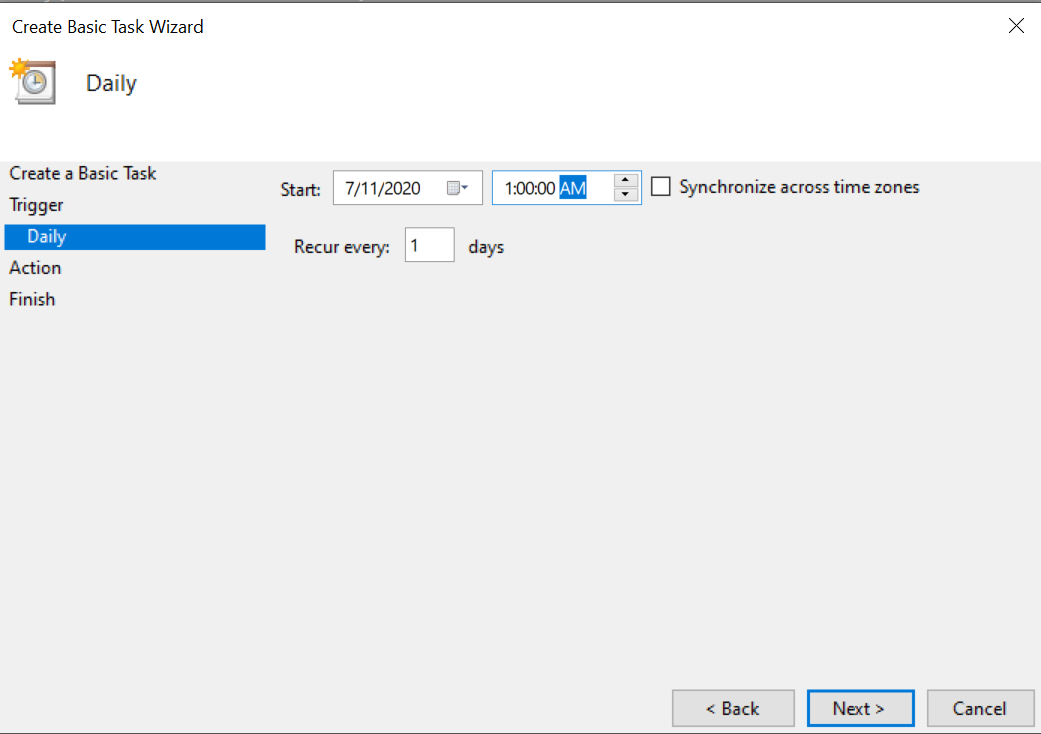 Create Basic Task Wizard
Daily
Create a Basic Task
Trigger
Daily
Action
Finish
Start: 7/11/2020 1:00:00 AM Synchronize across time zones
Recur every: 1 days
< Back Next > Cancel